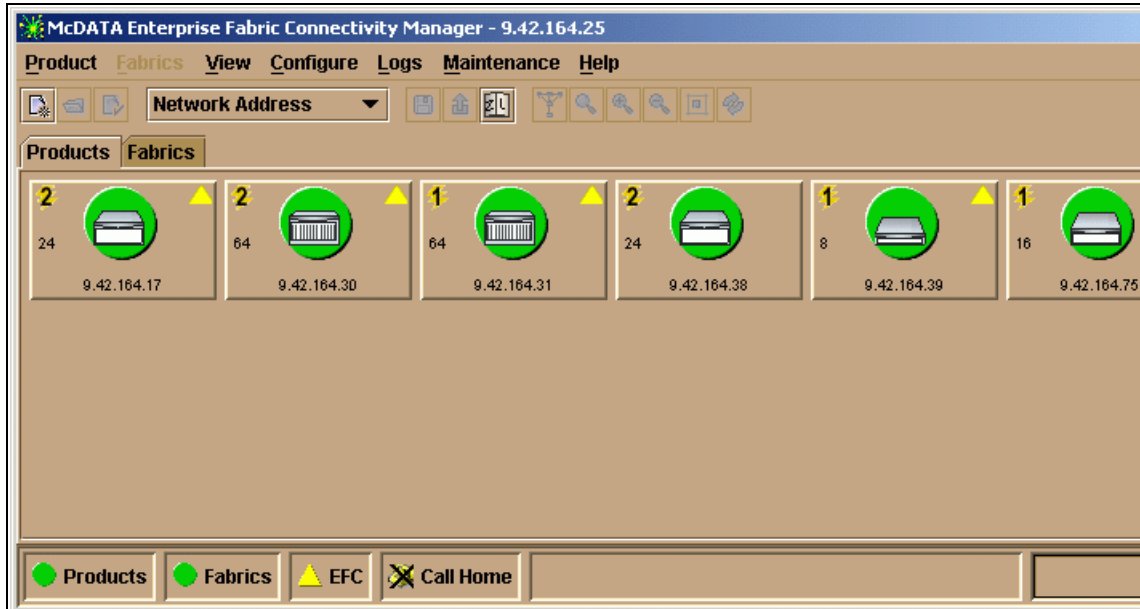 McDATA Enterprise Fabric Connectivity Manager - 9.42.164.25
Product Fabrics View Configure Logs Maintenance Help
Network Address
Products Fabrics
2 2 1 2 1 1
24 64 64 24 8 16
9.42.164.17 9.42.164.30 9.42.164.31 9.42.164.38 9.42.164.39 9.42.164.75
Products Fabrics EFC Call Home